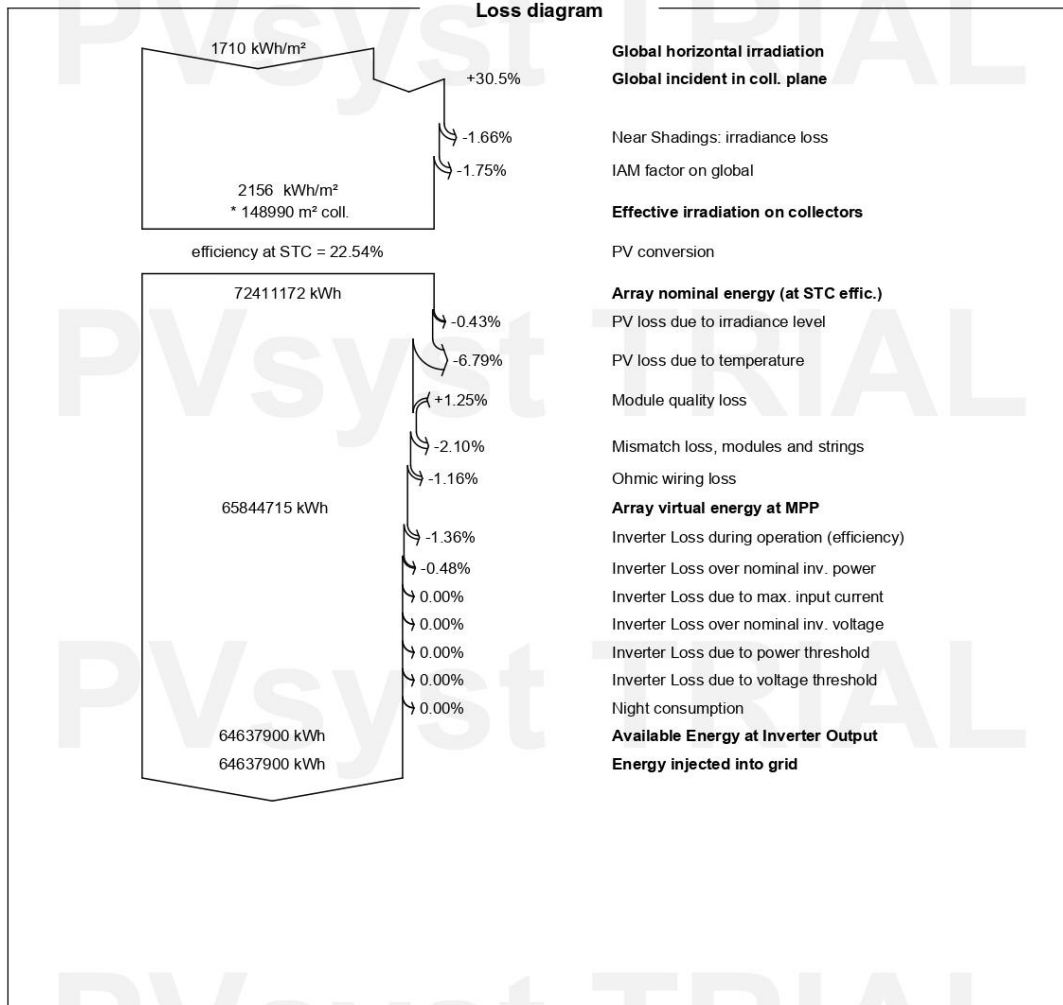 Loss diagram
1710 kWh/m² Global horizontal irradiation
+30.5% Global incident in coll. plane
-1.66% Near Shadings: irradiance loss
-1.75% IAM factor on global
2156 kWh/m²
* 148990 m² coll. Effective irradiation on collectors
efficiency at STC = 22.54% PV conversion
72411172 kWh Array nominal energy (at STC effic.)
-0.43% PV loss due to irradiance level
-6.79% PV loss due to temperature
+1.25% Module quality loss
-2.10% Mismatch loss, modules and strings
-1.16% Ohmic wiring loss
65844715 kWh Array virtual energy at MPP
-1.36% Inverter Loss during operation (efficiency)
-0.48% Inverter Loss over nominal inv. power
0.00% Inverter Loss due to max. input current
0.00% Inverter Loss over nominal inv. voltage
0.00% Inverter Loss due to power threshold
0.00% Inverter Loss due to voltage threshold
0.00% Night consumption
64637900 kWh Available Energy at Inverter Output
64637900 kWh Energy injected into grid
PVsyst TRIAL
PVsyst TRIAL
PVsyst TRIAL
PVsyst TRIAL